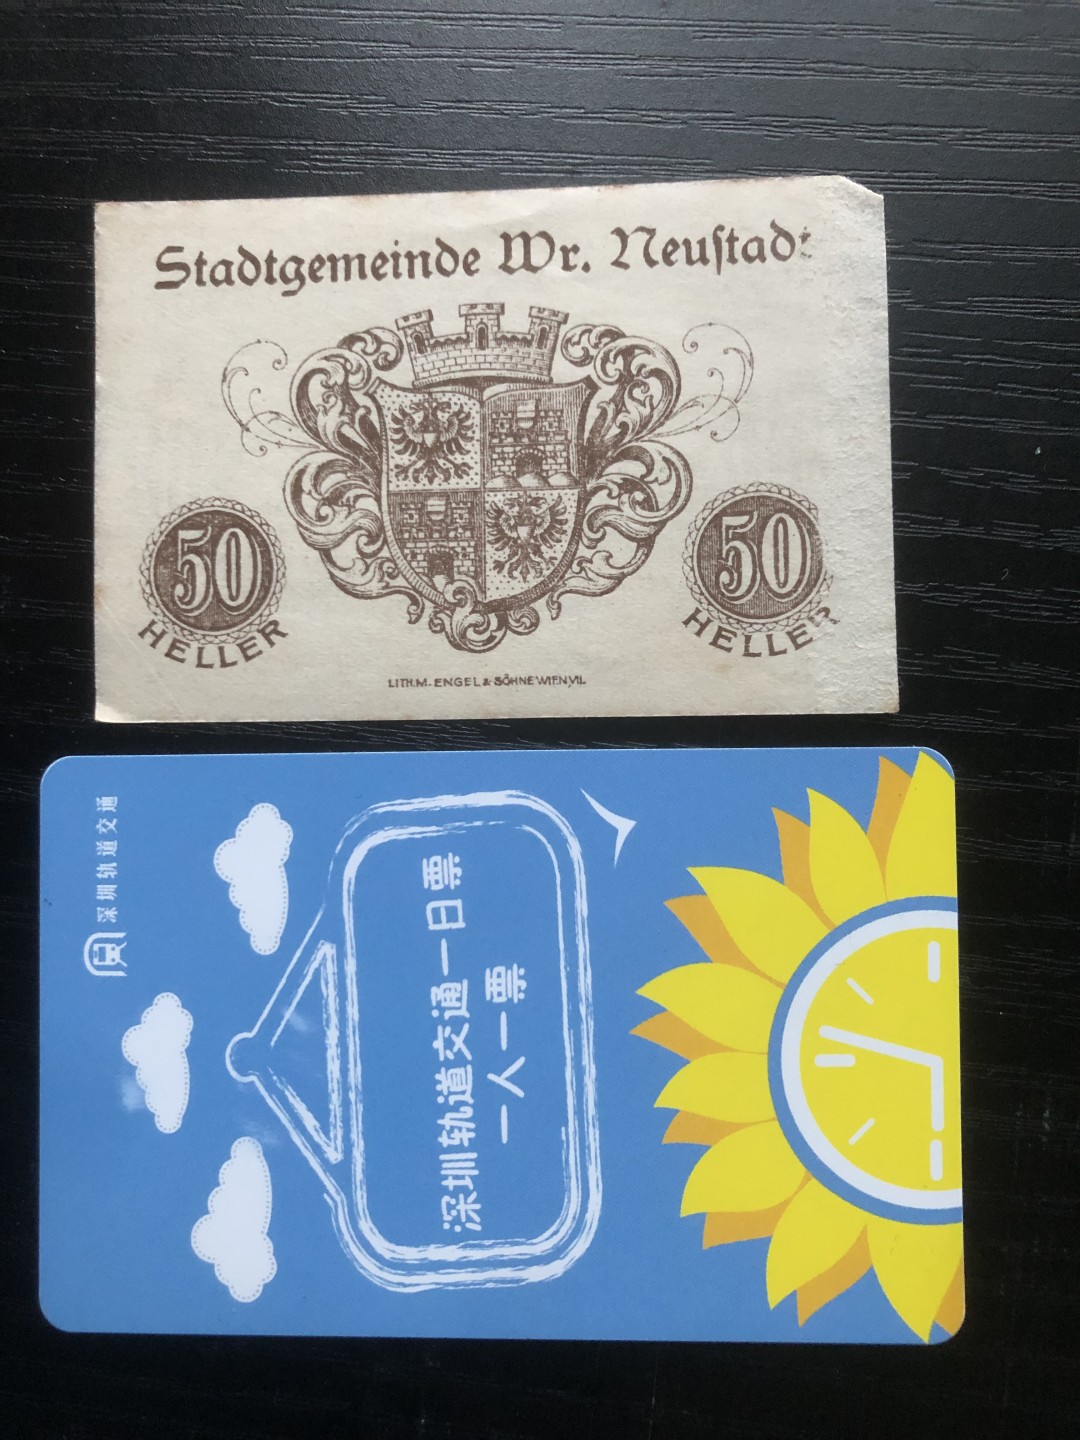 Stadtgemeinde Wr. Neustadt
50
HELLER
50
HELLER
LITH.M. ENGEL & SÖHNE WIEN,VII.
深圳轨道交通
深圳轨道交通一日票
一人一票